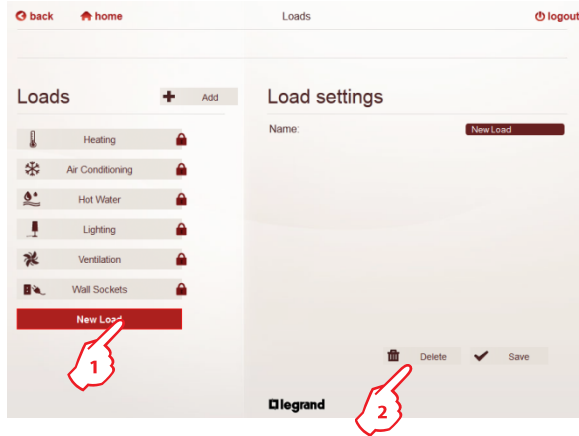 back home Loads logout
Loads
Add
Heating
Air Conditioning
Hot Water
Lighting
Ventilation
Wall Sockets
New Load
1
Load settings
Name: New Load
Delete Save
2
legrand